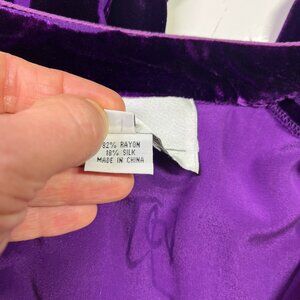 82% RAYON
18% SILK
MADE IN CHINA